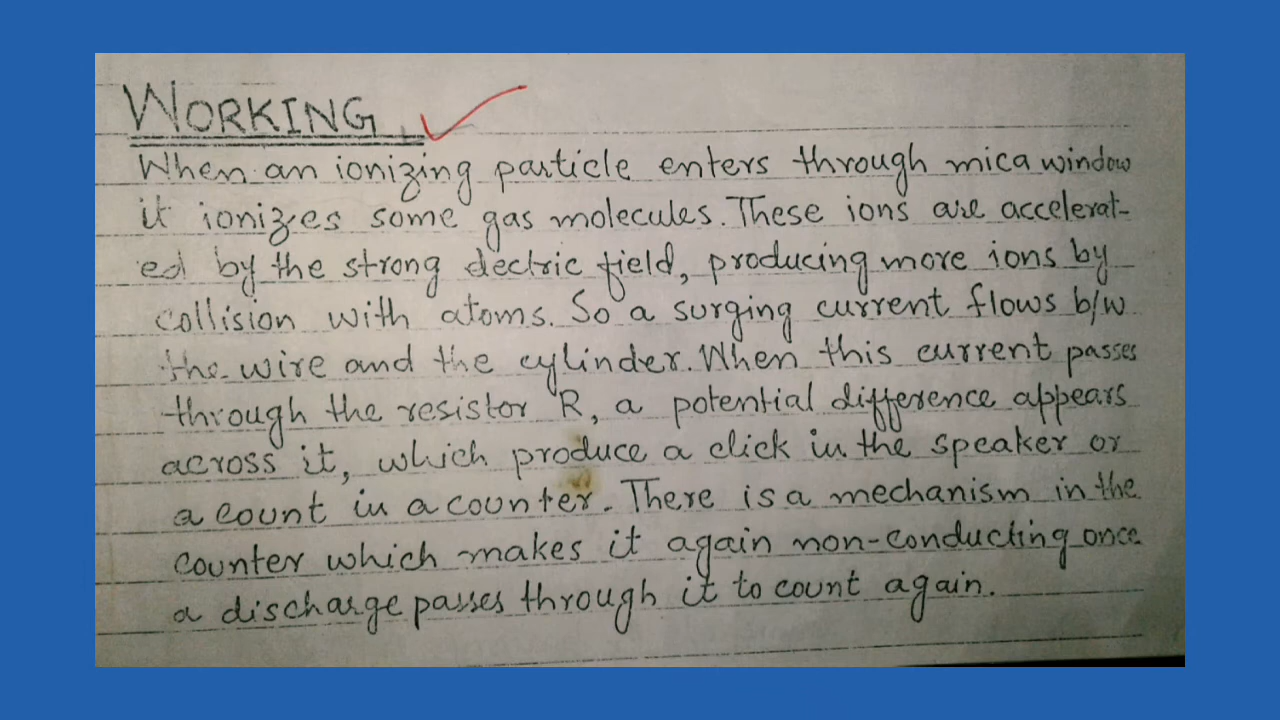 WORKING
When an ionizing particle enters through mica window
it ionizes some gas molecules. These ions are accelerat-
ed by the strong electric field, producing more ions by
collision with atoms. So a surging current flows b/w
the wire and the cylinder. When this current passes
through the resistor R, a potential difference appears
across it, which produce a click in the speaker or
a count in a counter. There is a mechanism in the
counter which makes it again non-conducting once
a discharge passes through it to count again.